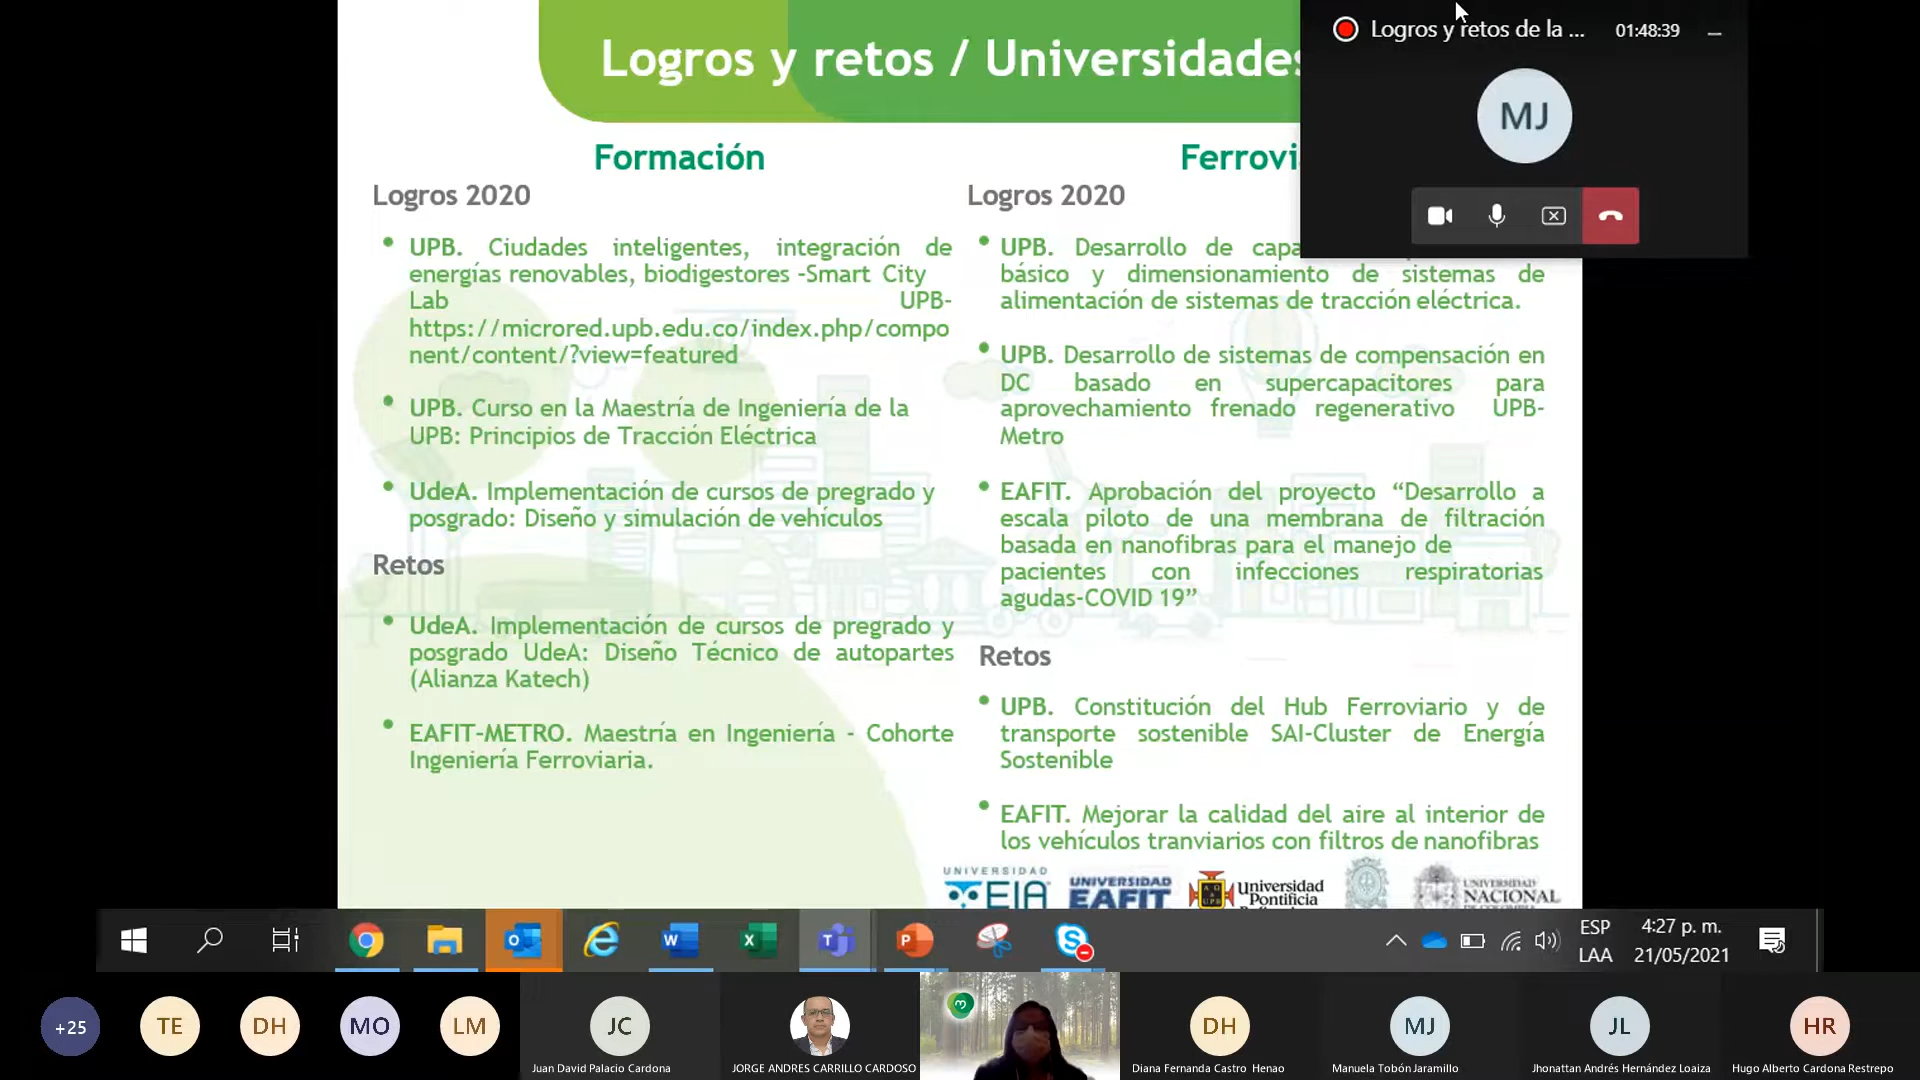 Logros y retos / Universidades
Formación
Logros 2020
UPB. Ciudades inteligentes, integración de
energías renovables, biodigestores -Smart City
Lab UPB-
https://microred.upb.edu.co/index.php/compo
nent/content/?view=featured
UPB. Curso en la Maestría de Ingeniería de la
UPB: Principios de Tracción Eléctrica
UdeA. Implementación de cursos de pregrado y
posgrado: Diseño y simulación de vehículos
Retos
UdeA. Implementación de cursos de pregrado y
posgrado UdeA: Diseño Técnico de autopartes
(Alianza Katech)
EAFIT-METRO. Maestría en Ingeniería - Cohorte
Ingeniería Ferroviaria.
Ferrovi
Logros 2020
UPB. Desarrollo de capa
básico y dimensionamiento de sistemas de
alimentación de sistemas de tracción eléctrica.
UPB. Desarrollo de sistemas de compensación en
DC basado en supercapacitores para
aprovechamiento frenado regenerativo UPB-
Metro
EAFIT. Aprobación del proyecto “Desarrollo a
escala piloto de una membrana de filtración
basada en nanofibras para el manejo de
pacientes con infecciones respiratorias
agudas-COVID 19”
Retos
UPB. Constitución del Hub Ferroviario y de
transporte sostenible SAI-Cluster de Energía
Sostenible
EAFIT. Mejorar la calidad del aire al interior de
los vehículos tranviarios con filtros de nanofibras
UNIVERSIDAD
EIA
UNIVERSIDAD
EAFIT
Universidad
Pontificia
UNIVERSIDAD
NACIONAL
Logros y retos de la ...
01:48:39
MJ
ESP
LAA
4:27 p. m.
21/05/2021
+25
TE
DH
MO
LM
JC
Juan David Palacio Cardona
JORGE ANDRES CARRILLO CARDOSO
DH
Diana Fernanda Castro Henao
MJ
Manuela Tobón Jaramillo
JL
Jhonattan Andrés Hernández Loaiza
HR
Hugo Alberto Cardona Restrepo